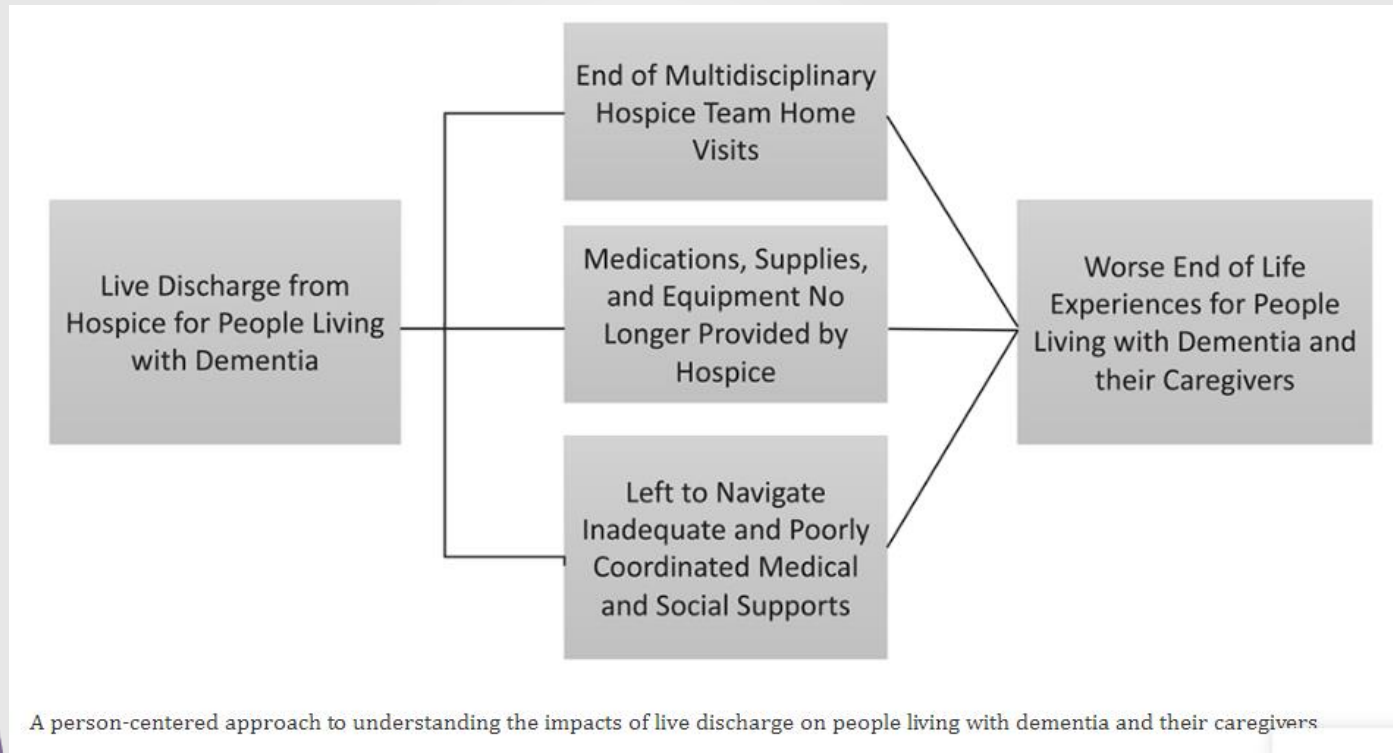 End of Multidisciplinary
Hospice Team Home
Visits
Live Discharge from
Hospice for People Living
with Dementia
Medications, Supplies,
and Equipment No
Longer Provided by
Hospice
Left to Navigate
Inadequate and Poorly
Coordinated Medical
and Social Supports
Worse End of Life
Experiences for People
Living with Dementia and
their Caregivers
A person-centered approach to understanding the impacts of live discharge on people living with dementia and their caregivers